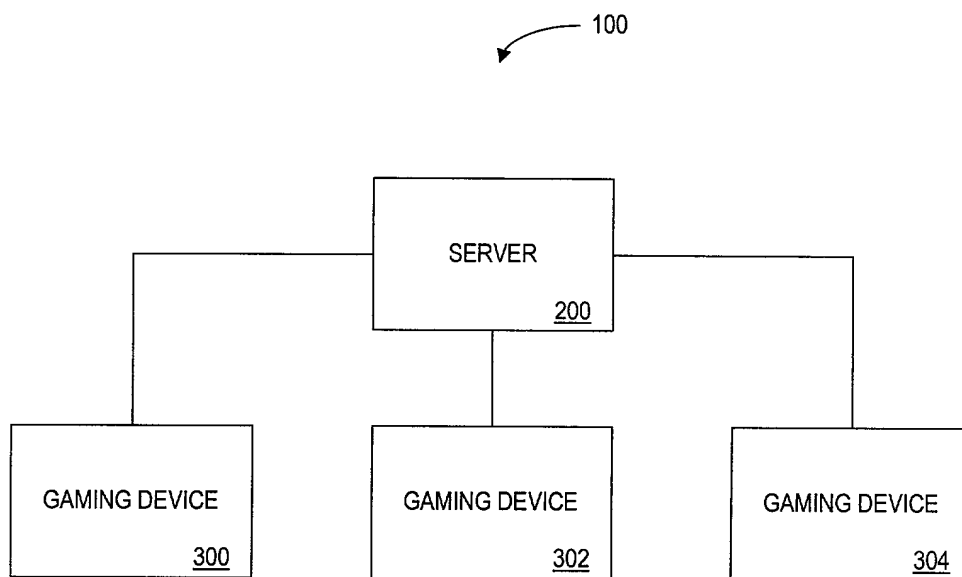 100
SERVER
200
GAMING DEVICE
300
GAMING DEVICE
302
GAMING DEVICE
304